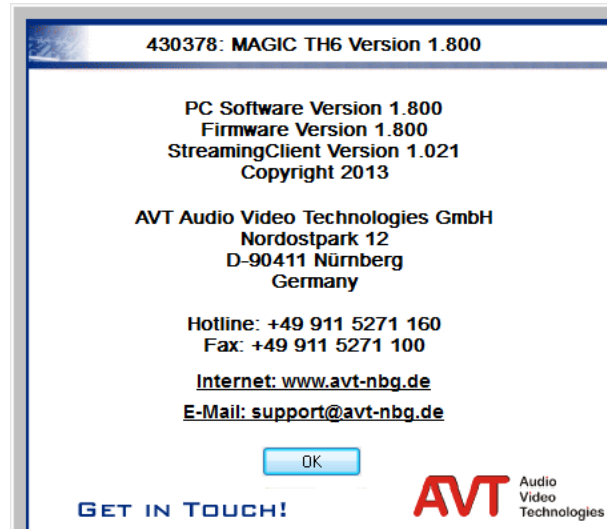 430378: MAGIC TH6 Version 1.800
PC Software Version 1.800
Firmware Version 1.800
StreamingClient Version 1.021
Copyright 2013
AVT Audio Video Technologies GmbH
Nordostpark 12
D-90411 Nürnberg
Germany
Hotline: +49 911 5271 160
Fax: +49 911 5271 100
Internet: www.avt-nbg.de
E-Mail: support@avt-nbg.de
OK
GET IN TOUCH!
AVT
Audio
Video
Technologies